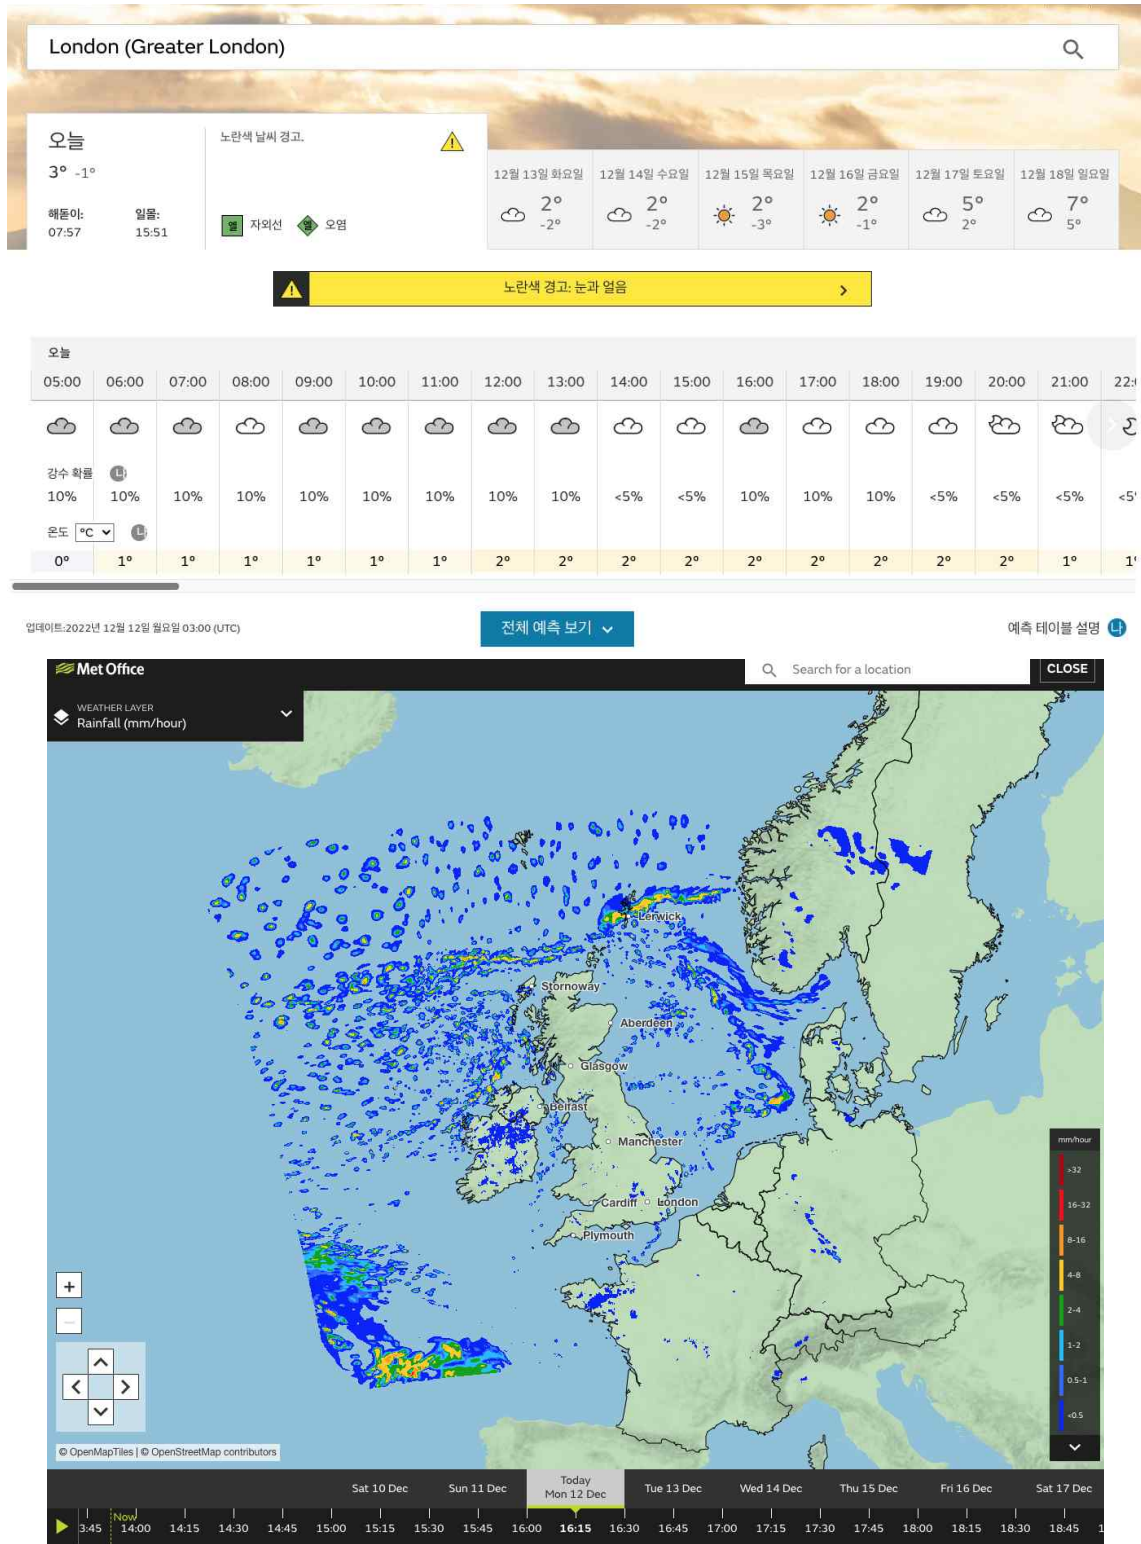 London (Greater London)
오늘
3° -1°
해돋이: 일몰:
07:57 15:51
노란색 날씨 경고.
엘 자외선 엘 오염
12월 13일 화요일 12월 14일 수요일 12월 15일 목요일 12월 16일 금요일 12월 17일 토요일 12월 18일 일요일
2° 2° 2° 2° 5° 7°
-2° -2° -3° -1° 2° 5°
노란색 경고: 눈과 얼음
오늘
05:00 06:00 07:00 08:00 09:00 10:00 11:00 12:00 13:00 14:00 15:00 16:00 17:00 18:00 19:00 20:00 21:00
강수 확률 나
10% 10% 10% 10% 10% 10% 10% 10% 10% <5% <5% 10% 10% 10% <5% <5% <5% <5%
온도 °C 나
0° 1° 1° 1° 1° 1° 1° 2° 2° 2° 2° 2° 2° 2° 2° 2° 1° 1°
업데이트:2022년 12월 12일 월요일 03:00 (UTC)
전체 예측 보기
예측 테이블 설명 나
Met Office
Search for a location
CLOSE
WEATHER LAYER
Rainfall (mm/hour)
Lerwick
Stornoway
Aberdeen
Glasgow
Belfast
Manchester
Cardiff London
Plymouth
mm/hour
>32
16-32
8-16
4-8
2-4
1-2
0.5-1
<0.5
+
© OpenMapTiles | © OpenStreetMap contributors
Sat 10 Dec Sun 11 Dec Today Mon 12 Dec Tue 13 Dec Wed 14 Dec Thu 15 Dec Fri 16 Dec Sat 17 Dec
Now
3:45 14:00 14:15 14:30 14:45 15:00 15:15 15:30 15:45 16:00 16:15 16:30 16:45 17:00 17:15 17:30 17:45 18:00 18:15 18:30 18:45